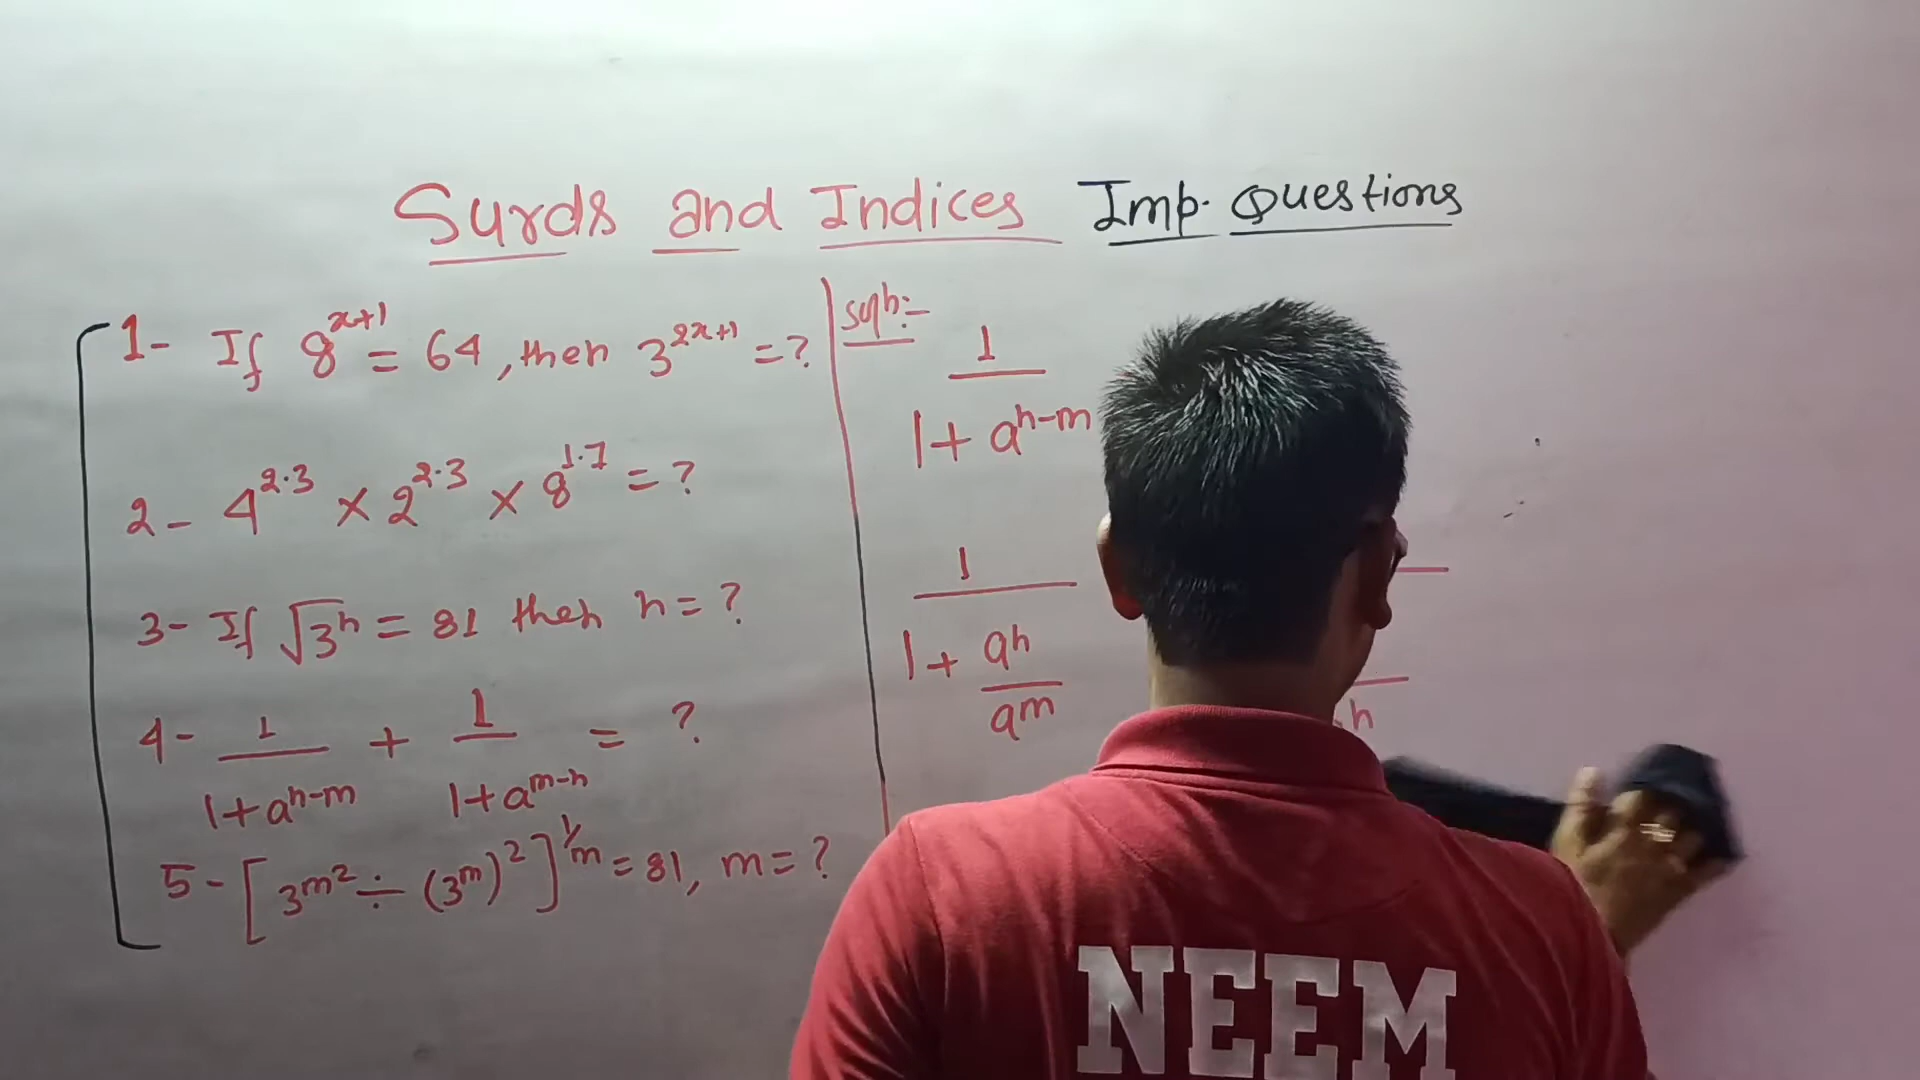 Surds and Indices Imp. Questions
1- If 8^{x+1} = 64, then 3^{2x+1} = ?
2- 4^{2.3} × 2^{2.3} × 8^{1.7} = ?
3- If √3^n = 81 then n = ?
4- 1/(1+a^{n-m}) + 1/(1+a^{m-n}) = ?
5- [3^{m^2} ÷ (3^m)^2]^{1/m} = 81, m = ?
Solh:-
1/(1+a^{n-m})
1/(1+a^n/a^m)
n
NEEM